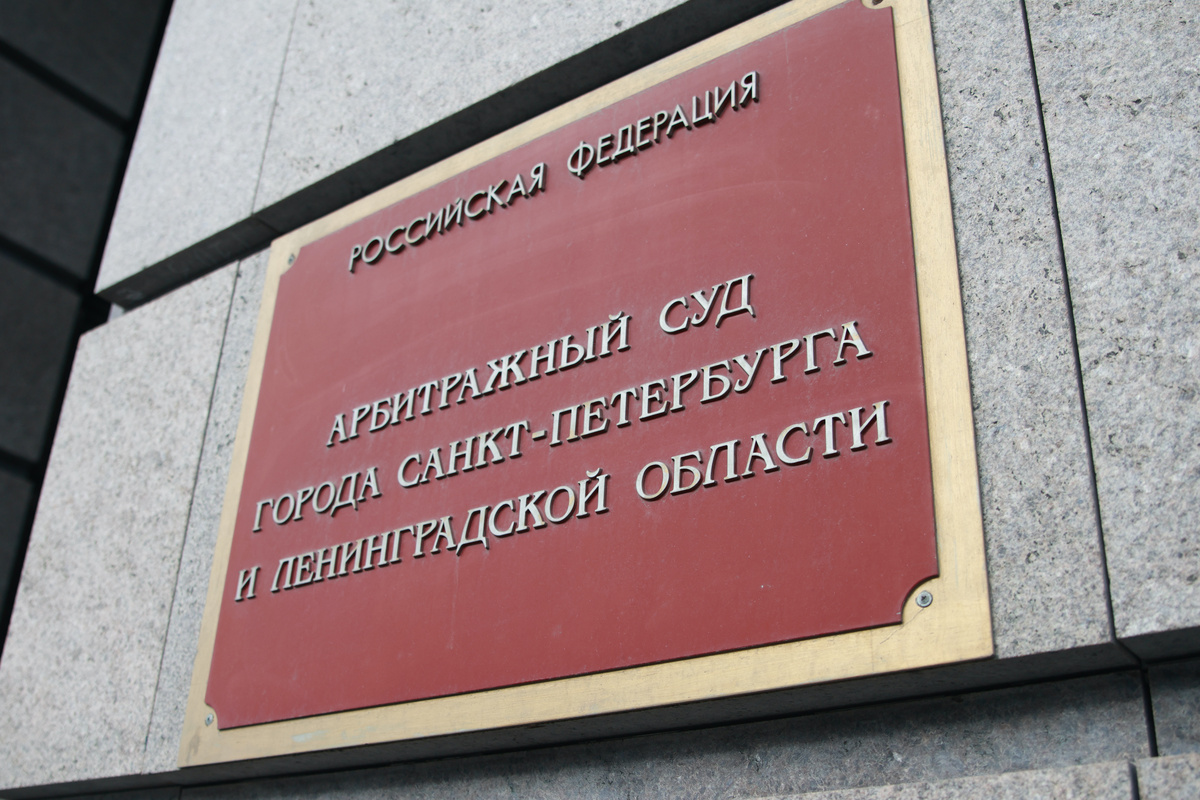 РОССИЙСКАЯ ФЕДЕРАЦИЯ
АРБИТРАЖНЫЙ СУД
ГОРОДА САНКТ-ПЕТЕРБУРГА
И ЛЕНИНГРАДСКОЙ ОБЛАСТИ